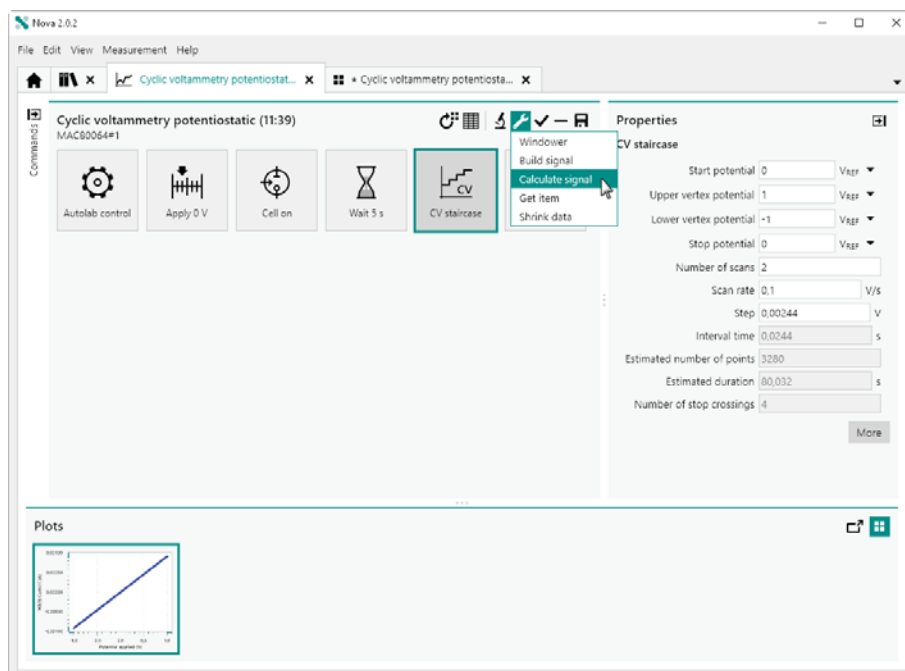 Nova 2.0.2
File Edit View Measurement Help
Cyclic voltammetry potentiostat...
• Cyclic voltammetry potentiosta...
Commands
Cyclic voltammetry potentiostatic (11:39)
MAC80064#1
Windower
Build signal
Calculate signal
Get item
Shrink data
Autolab control
Apply 0 V
Cell on
Wait 5 s
CV
CV staircase
Properties
CV staircase
Start potential 0 VREF
Upper vertex potential 1 VREF
Lower vertex potential -1 VREF
Stop potential 0 VREF
Number of scans 2
Scan rate 0,1 V/s
Step 0,00244 V
Interval time 0,0244 s
Estimated number of points 3280
Estimated duration 80,032 s
Number of stop crossings 4
More
Plots
Potential applied (V)